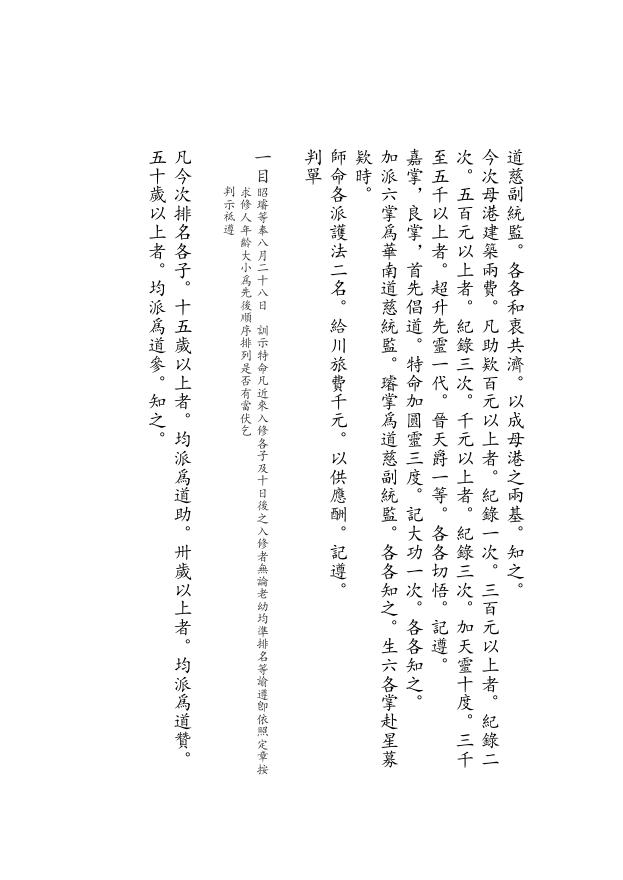 道慈副統監。各各和衷共濟。以成母港之兩基。知之。
今次母港建築兩費。凡助欵百元以上者。紀錄一次。三百元以上者。紀錄二
次。五百元以上者。紀錄三次。千元以上者。紀錄三次。加天靈十度。三千
至五千以上者。超升先靈一代。晉天爵一等。各各切悟。記遵。
嘉掌，良掌，首先倡道。特命加圓靈三度。記大功一次。各各知之。
加派六掌爲華南道慈統監。璿掌爲道慈副統監。各各知之。生六各掌赴星募
欵時。
師命各派護法二名。給川旅費千元。以供應酬。記遵。
判單
一目昭璿等奉八月二十八日　訓示特命凡近來入修各子及十日後之入修者無論老幼均準排名等諭遵卽依照定章按
求修人年齡大小爲先後順序排列是否有當伏乞
判示祗遵
凡今次排名各子。十五歲以上者。均派爲道助。卅歲以上者。均派爲道贊。
五十歲以上者。均派爲道參。知之。